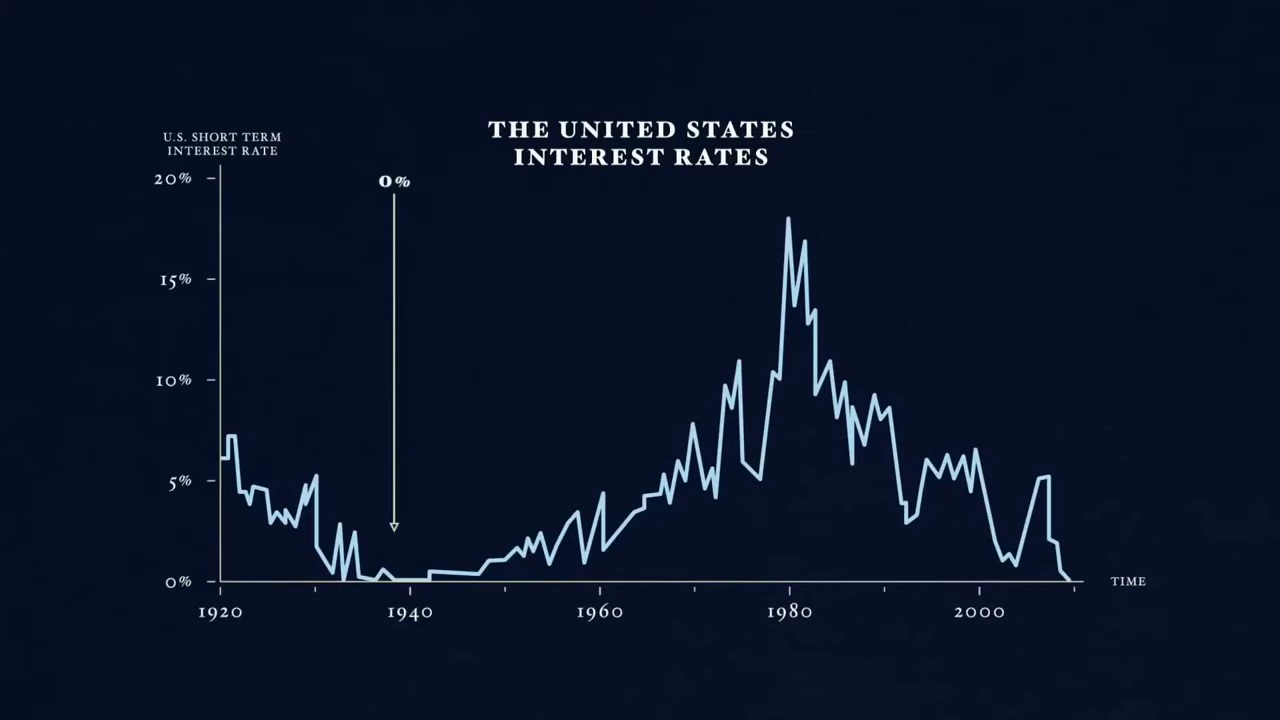 THE UNITED STATES
INTEREST RATES
U.S. SHORT TERM
INTEREST RATE
20%
0%
15%
10%
5%
0%
TIME
1920
1940
1960
1980
2000